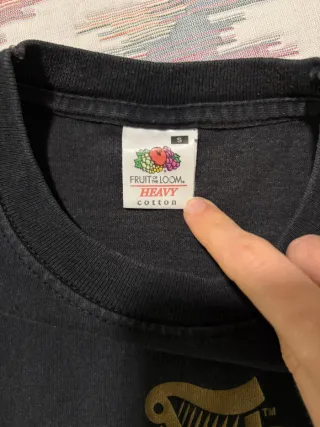 S
FRUIT OF THE LOOM®
HEAVY
cotton
TM